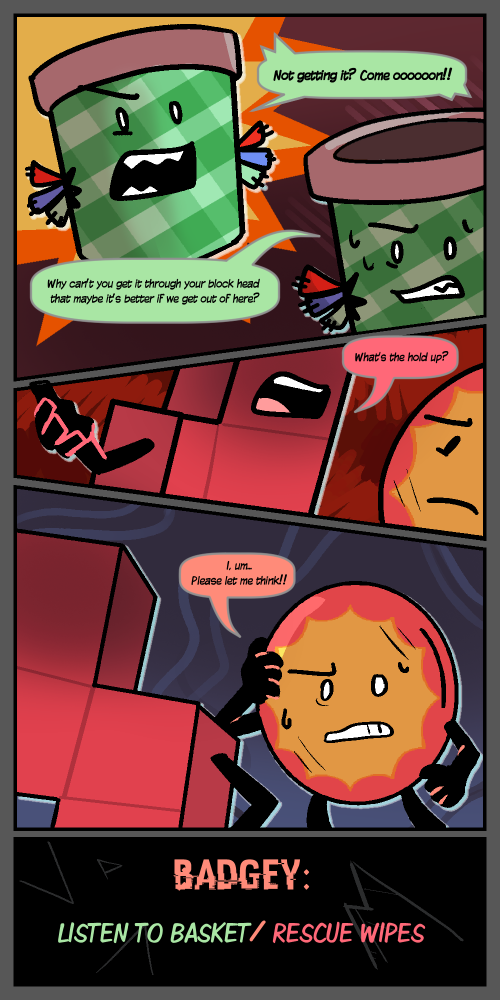 Not getting it? Come oooooon!!
Why can't you get it through your block head
that maybe it's better if we get out of here?
What's the hold up?
I, um...
Please let me think!!
BADGEY:
LISTEN TO BASKET/ RESCUE WIPES